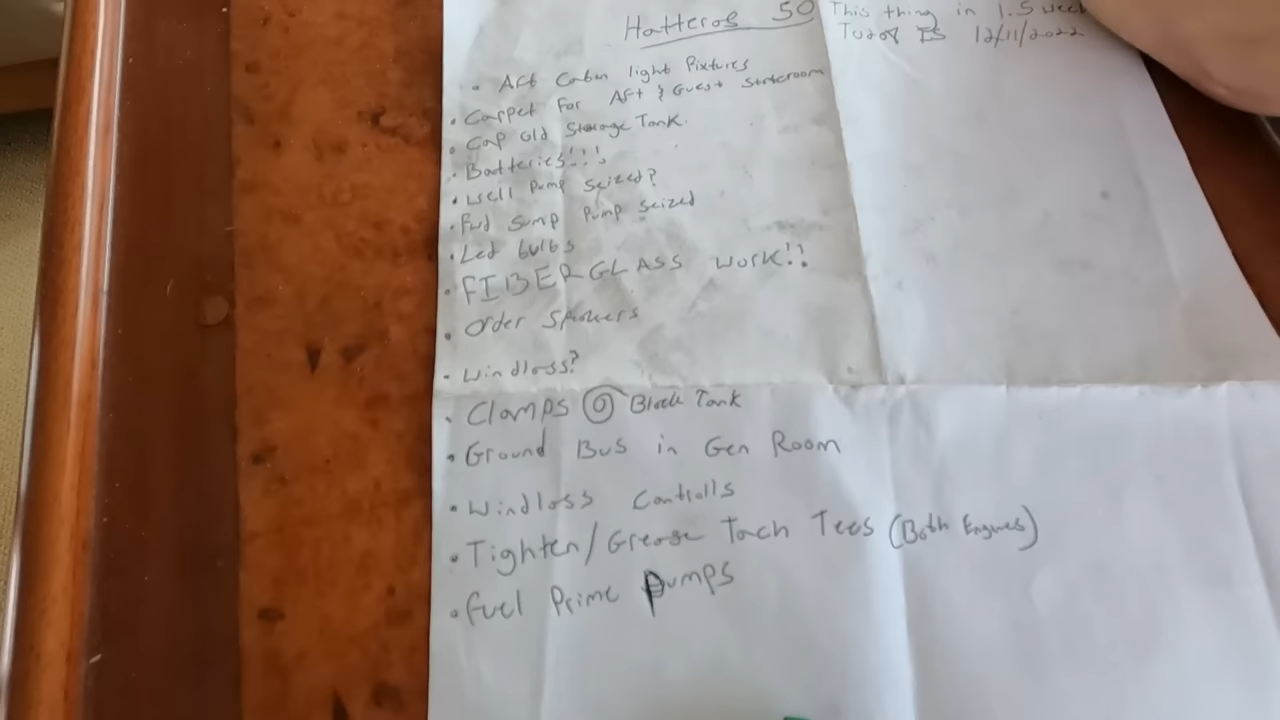 Hatteras 50
This thing in 1.5 week
Today IS 12/11/2022
• Aft Cabin light Fixtures
• Carpet For Aft & Guest Stateroom
• Cap Old Storage Tank.
• Batteries!!!
• Well Pump Seized?
• Fwd Sump Pump Seized
• Led bulbs
• FIBERGLASS work!!
• Order Speakers
• Windlass?
• Clamps @ Black Tank
• Ground Bus in Gen Room
• Windlass Controlls
• Tighten/Grease Tach Tees (Both Engines)
• Fuel Prime Pumps